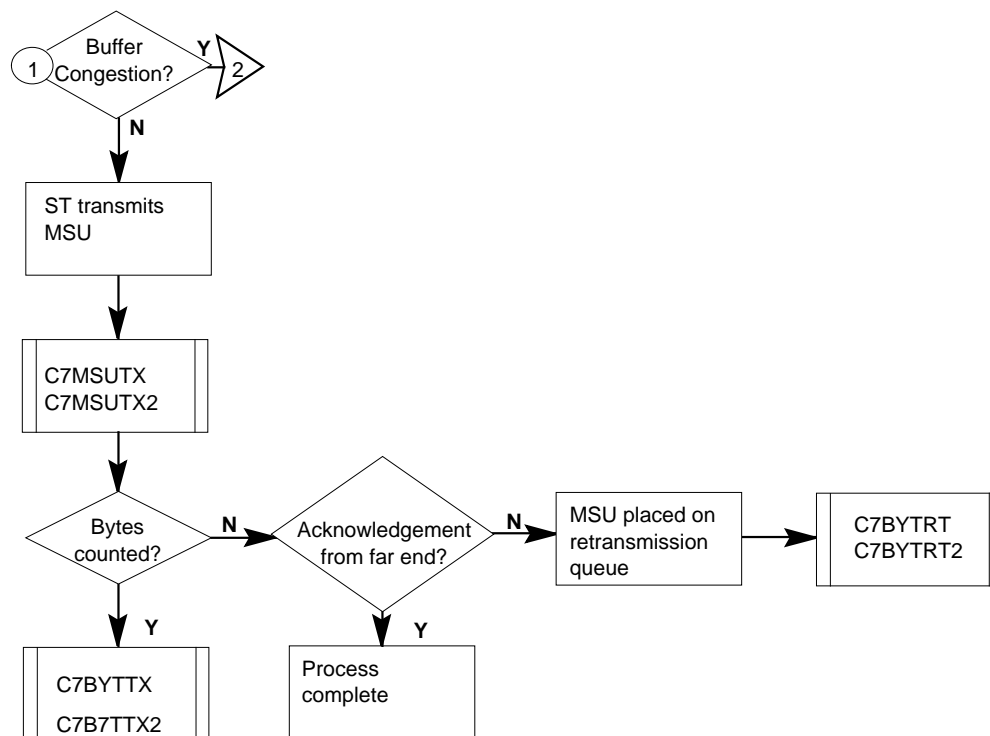 1
Buffer
Congestion?
Y
2
N
ST transmits
MSU
C7MSUTX
C7MSUTX2
Bytes
counted?
N
Acknowledgement
from far end?
N
MSU placed on
retransmission
queue
C7BYTRT
C7BYTRT2
Y
Y
C7BYTTX
C7B7TTX2
Process
complete